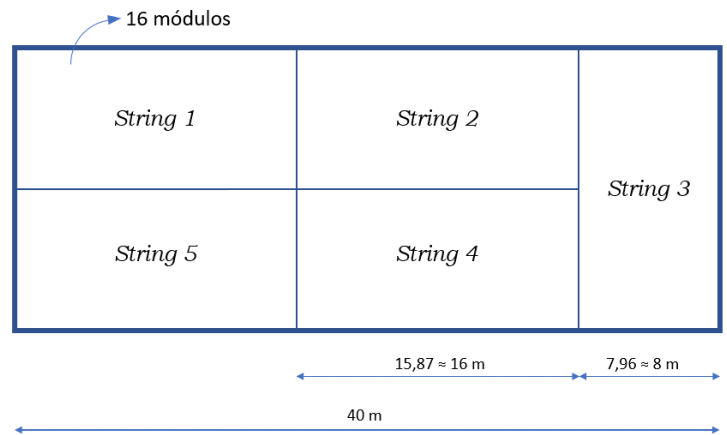 16 módulos
String 1
String 2
String 3
String 5
String 4
15,87 ≈ 16 m
7,96 ≈ 8 m
40 m